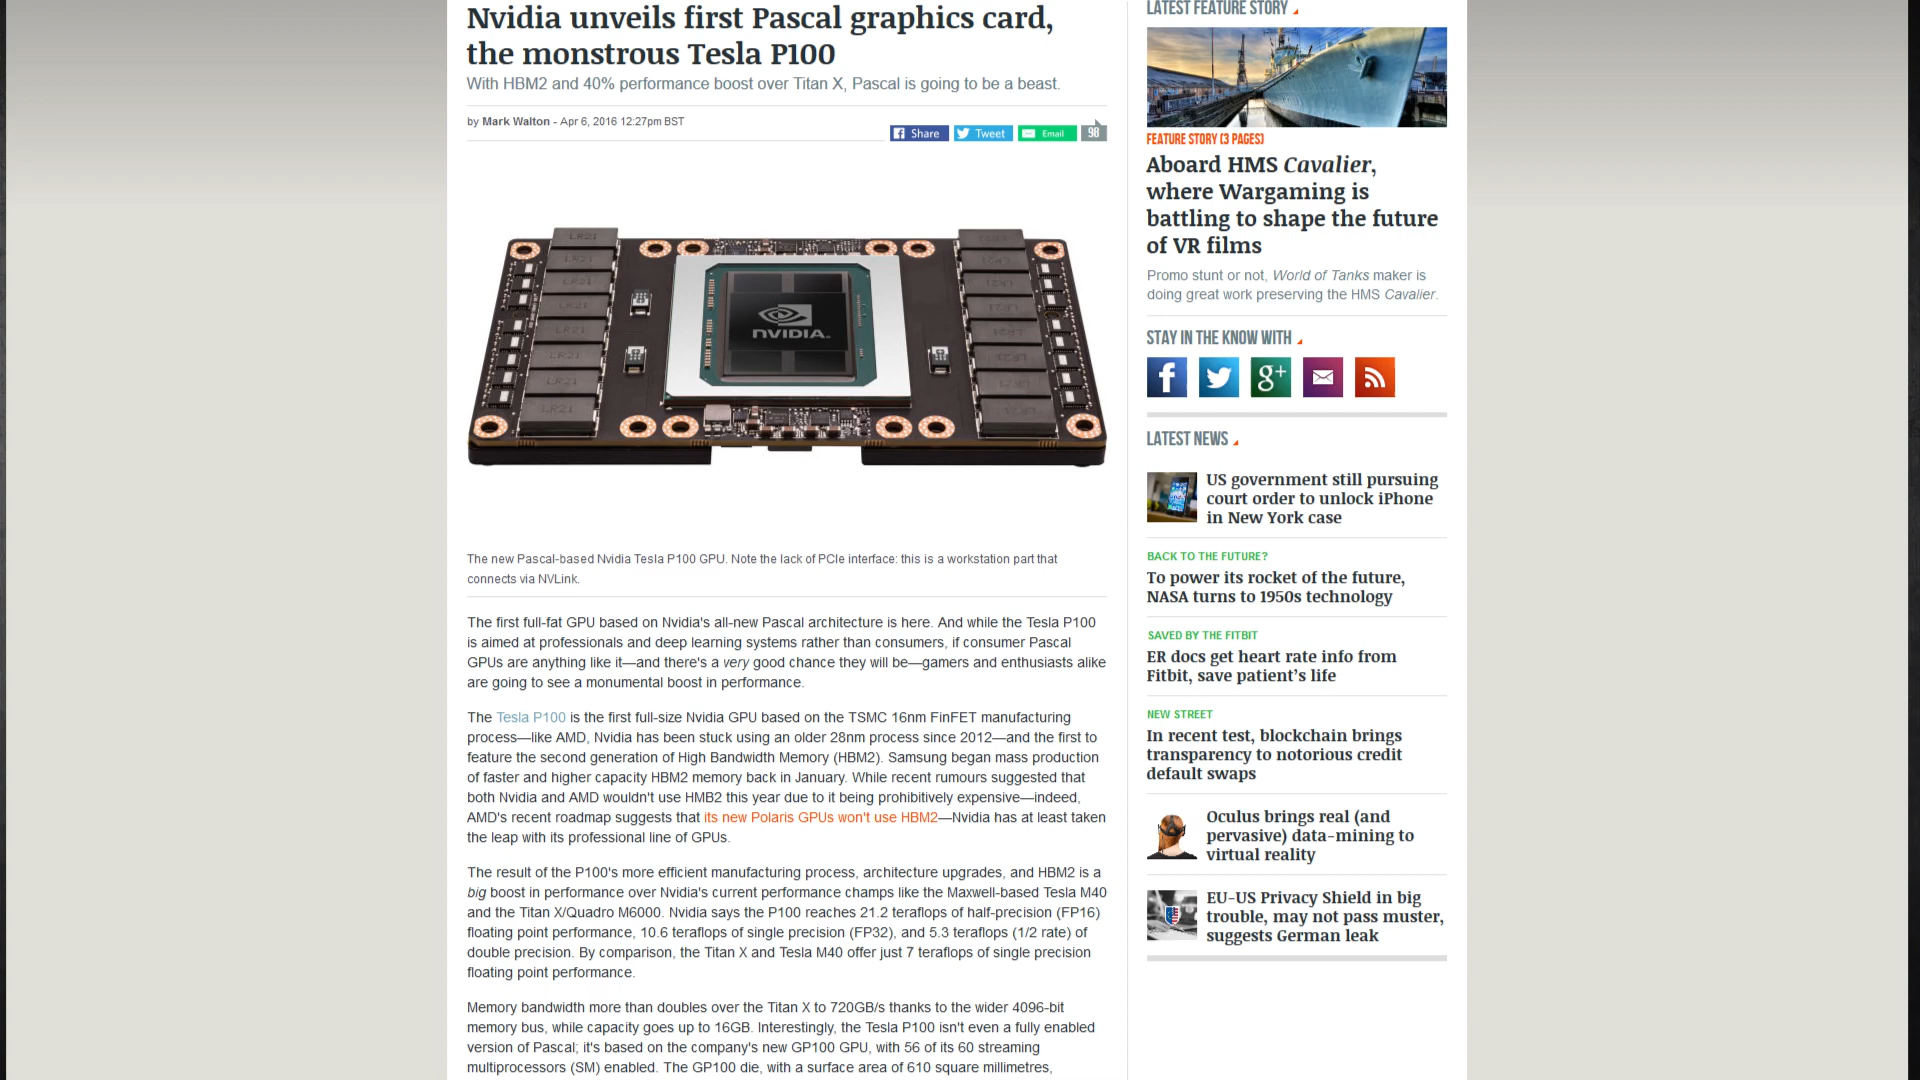 Nvidia unveils first Pascal graphics card,
the monstrous Tesla P100
With HBM2 and 40% performance boost over Titan X, Pascal is going to be a beast.
by Mark Walton - Apr 6, 2016 12:27pm BST
Share
Tweet
Email
98
LR21
LR21
LR21
LR21
LR21
LR21
LR21
LR21
NVIDIA.
The new Pascal-based Nvidia Tesla P100 GPU. Note the lack of PCIe interface: this is a workstation part that
connects via NVLink.
The first full-fat GPU based on Nvidia's all-new Pascal architecture is here. And while the Tesla P100
is aimed at professionals and deep learning systems rather than consumers, if consumer Pascal
GPUs are anything like it—and there's a very good chance they will be—gamers and enthusiasts alike
are going to see a monumental boost in performance.
The Tesla P100 is the first full-size Nvidia GPU based on the TSMC 16nm FinFET manufacturing
process—like AMD, Nvidia has been stuck using an older 28nm process since 2012—and the first to
feature the second generation of High Bandwidth Memory (HBM2). Samsung began mass production
of faster and higher capacity HBM2 memory back in January. While recent rumours suggested that
both Nvidia and AMD wouldn't use HMB2 this year due to it being prohibitively expensive—indeed,
AMD's recent roadmap suggests that its new Polaris GPUs won't use HBM2—Nvidia has at least taken
the leap with its professional line of GPUs.
The result of the P100's more efficient manufacturing process, architecture upgrades, and HBM2 is a
big boost in performance over Nvidia's current performance champs like the Maxwell-based Tesla M40
and the Titan X/Quadro M6000. Nvidia says the P100 reaches 21.2 teraflops of half-precision (FP16)
floating point performance, 10.6 teraflops of single precision (FP32), and 5.3 teraflops (1/2 rate) of
double precision. By comparison, the Titan X and Tesla M40 offer just 7 teraflops of single precision
floating point performance.
Memory bandwidth more than doubles over the Titan X to 720GB/s thanks to the wider 4096-bit
memory bus, while capacity goes up to 16GB. Interestingly, the Tesla P100 isn't even a fully enabled
version of Pascal; it's based on the company's new GP100 GPU, with 56 of its 60 streaming
multiprocessors (SM) enabled. The GP100 die, with a surface area of 610 square millimetres,
LATEST FEATURE STORY
FEATURE STORY (3 PAGES)
Aboard HMS Cavalier,
where Wargaming is
battling to shape the future
of VR films
Promo stunt or not, World of Tanks maker is
doing great work preserving the HMS Cavalier.
STAY IN THE KNOW WITH
f
g+
LATEST NEWS
US government still pursuing
court order to unlock iPhone
in New York case
BACK TO THE FUTURE?
To power its rocket of the future,
NASA turns to 1950s technology
SAVED BY THE FITBIT
ER docs get heart rate info from
Fitbit, save patient's life
NEW STREET
In recent test, blockchain brings
transparency to notorious credit
default swaps
Oculus brings real (and
pervasive) data-mining to
virtual reality
EU-US Privacy Shield in big
trouble, may not pass muster,
suggests German leak